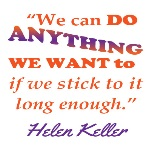 “We can DO
ANYTHING
WE WANT to
if we stick to it
long enough.”
Helen Keller